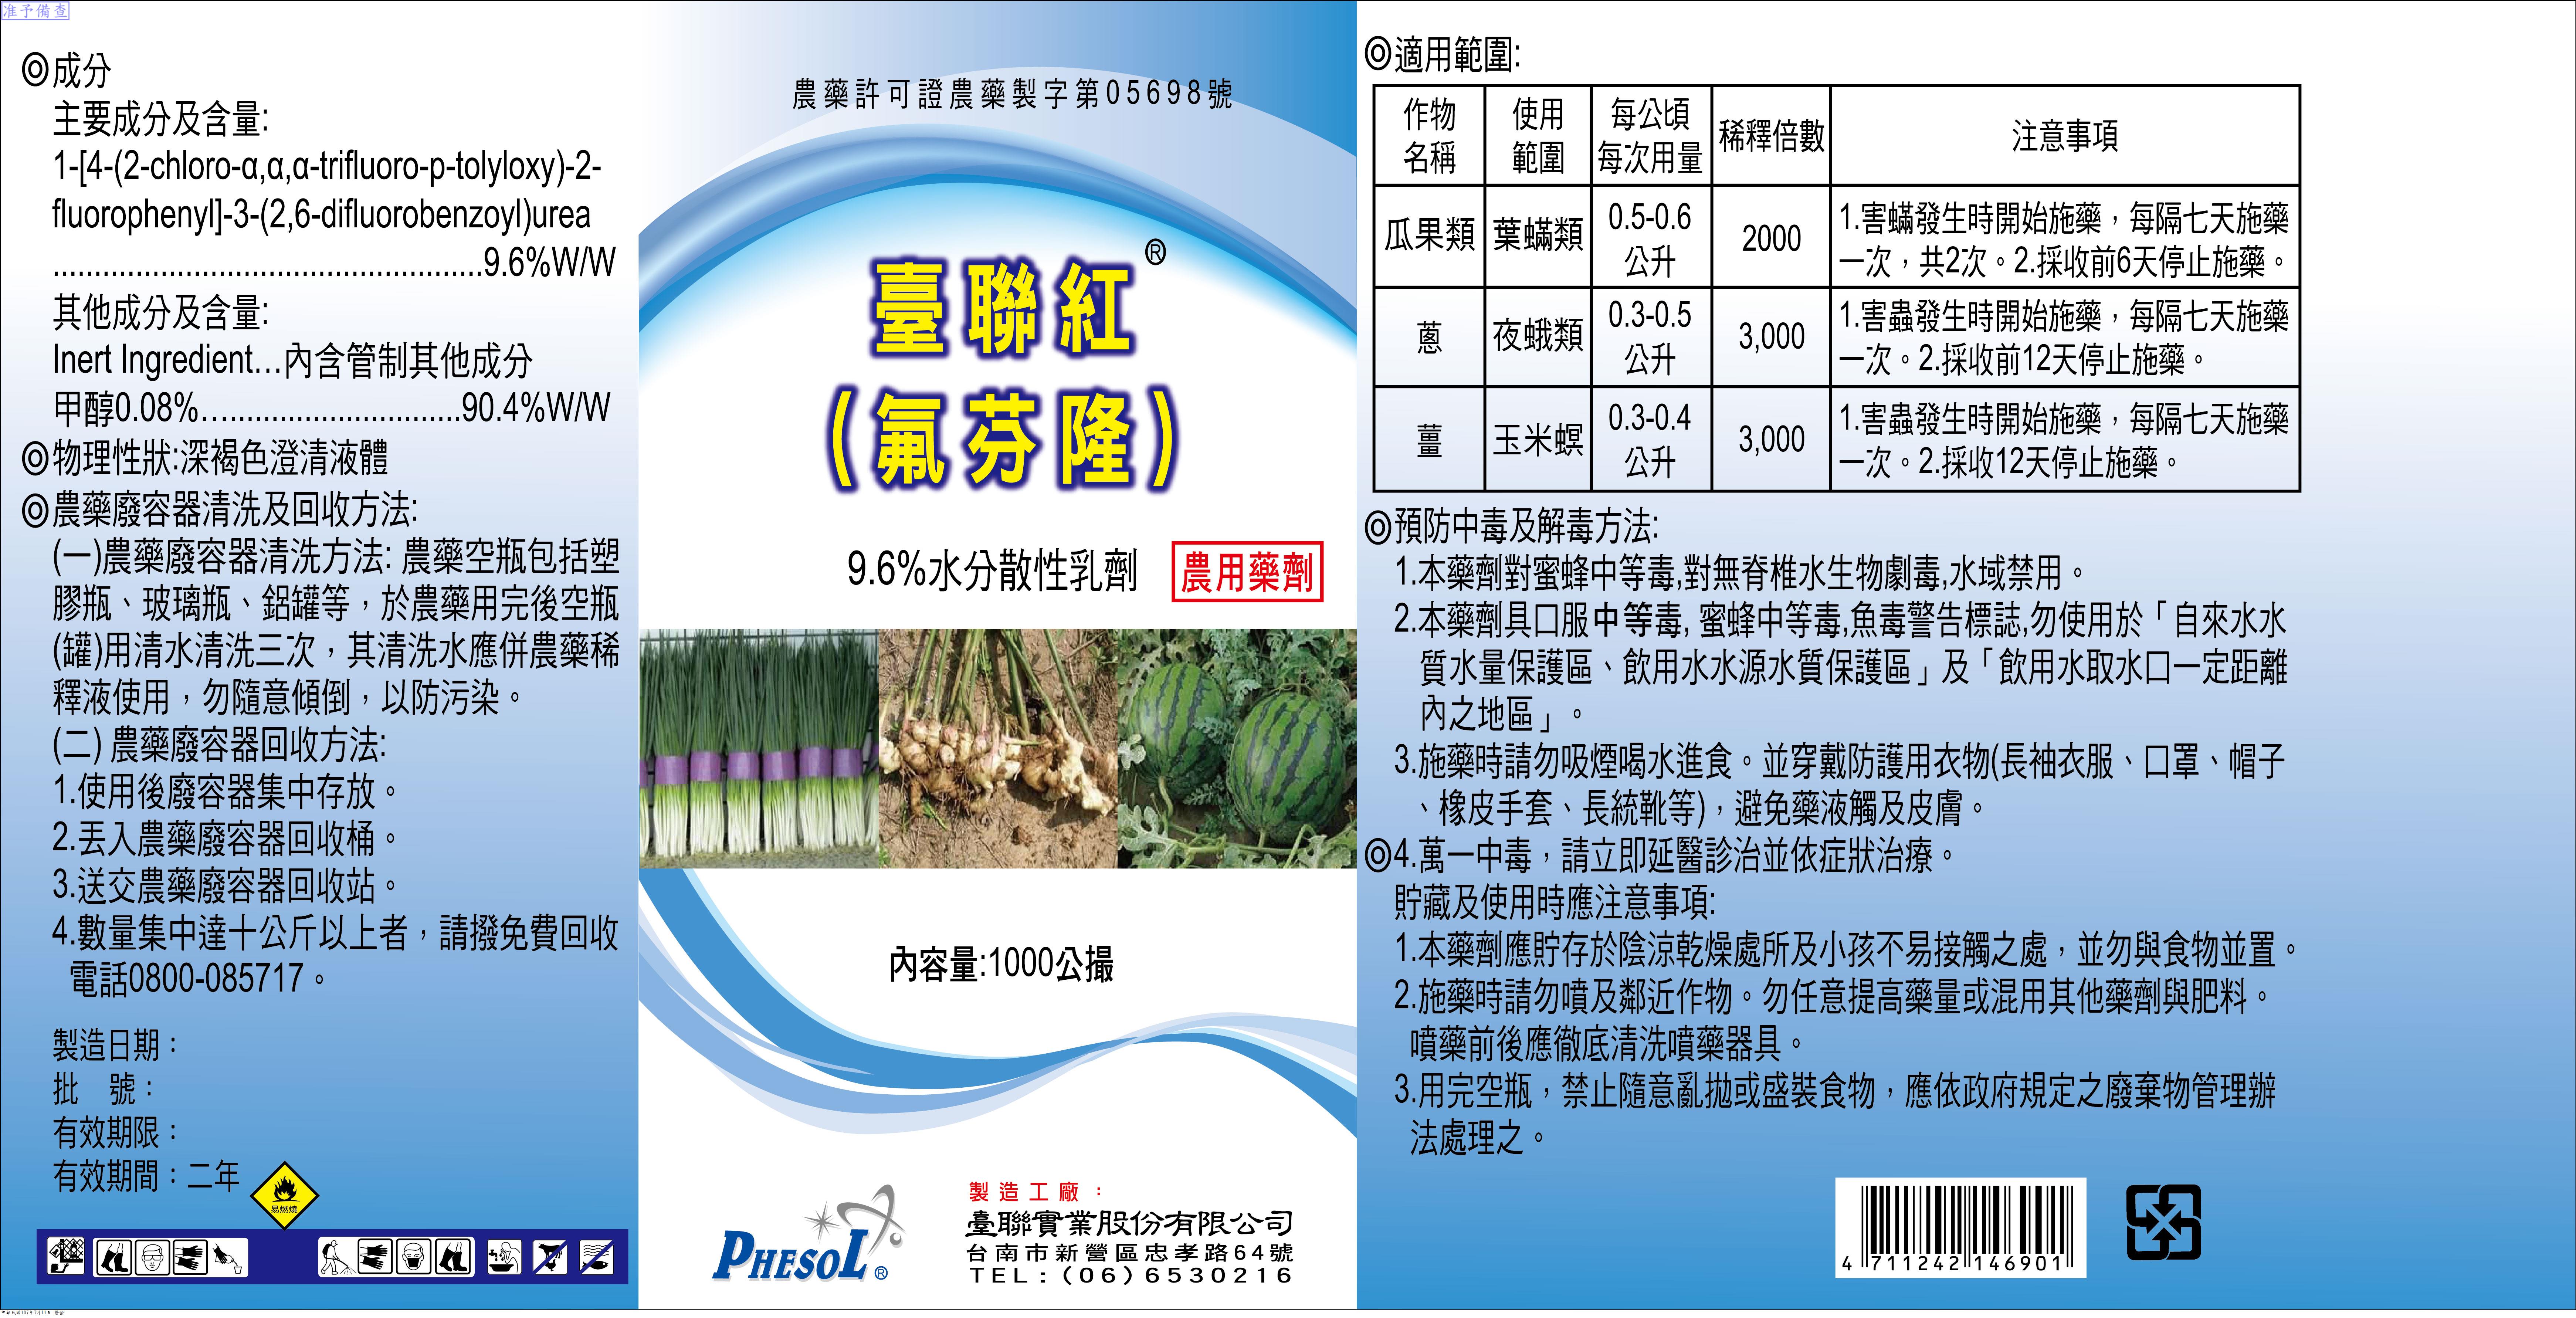 准予備查
◎成分
主要成分及含量:
1-[4-(2-chloro-α,α,α-trifluoro-p-tolyloxy)-2-
fluorophenyl]-3-(2,6-difluorobenzoyl)urea
....................................................9.6%W/W
其他成分及含量:
Inert Ingredient…內含管制其他成分
甲醇0.08%…............................90.4%W/W
◎物理性狀:深褐色澄清液體
◎農藥廢容器清洗及回收方法:
(一)農藥廢容器清洗方法: 農藥空瓶包括塑
膠瓶、玻璃瓶、鋁罐等，於農藥用完後空瓶
(罐)用清水清洗三次，其清洗水應併農藥稀
釋液使用，勿隨意傾倒，以防污染。
(二) 農藥廢容器回收方法:
1.使用後廢容器集中存放。
2.丟入農藥廢容器回收桶。
3.送交農藥廢容器回收站。
4.數量集中達十公斤以上者，請撥免費回收
電話0800-085717。
製造日期：
批　號：
有效期限：
有效期間：二年
易燃燒
農藥許可證農藥製字第05698號
臺聯紅®
(氟芬隆)
9.6%水分散性乳劑 農用藥劑
內容量:1000公撮
PHESOL®
製造工廠：
臺聯實業股份有限公司
台南市新營區忠孝路64號
TEL:(06)6530216
◎適用範圍:
作物名稱 使用範圍 每公頃每次用量 稀釋倍數 注意事項
瓜果類 葉蟎類 0.5-0.6公升 2000 1.害蟎發生時開始施藥，每隔七天施藥
一次，共2次。2.採收前6天停止施藥。
蔥 夜蛾類 0.3-0.5公升 3,000 1.害蟲發生時開始施藥，每隔七天施藥
一次。2.採收前12天停止施藥。
薑 玉米螟 0.3-0.4公升 3,000 1.害蟲發生時開始施藥，每隔七天施藥
一次。2.採收12天停止施藥。
◎預防中毒及解毒方法:
1.本藥劑對蜜蜂中等毒,對無脊椎水生物劇毒,水域禁用。
2.本藥劑具口服中等毒, 蜜蜂中等毒,魚毒警告標誌,勿使用於「自來水水
質水量保護區、飲用水水源水質保護區」及「飲用水取水口一定距離
內之地區」。
3.施藥時請勿吸煙喝水進食。並穿戴防護用衣物(長袖衣服、口罩、帽子
、橡皮手套、長統靴等)，避免藥液觸及皮膚。
◎4.萬一中毒，請立即延醫診治並依症狀治療。
貯藏及使用時應注意事項:
1.本藥劑應貯存於陰涼乾燥處所及小孩不易接觸之處，並勿與食物並置。
2.施藥時請勿噴及鄰近作物。勿任意提高藥量或混用其他藥劑與肥料。
噴藥前後應徹底清洗噴藥器具。
3.用完空瓶，禁止隨意亂拋或盛裝食物，應依政府規定之廢棄物管理辦
法處理之。
4 711242 146901